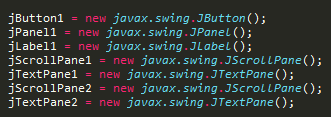 jButton1 = new javax.swing.JButton();
jPanel1 = new javax.swing.JPanel();
jLabel1 = new javax.swing.JLabel();
jScrollPane1 = new javax.swing.JScrollPane();
jTextPane1 = new javax.swing.JTextPane();
jScrollPane2 = new javax.swing.JScrollPane();
jTextPane2 = new javax.swing.JTextPane();